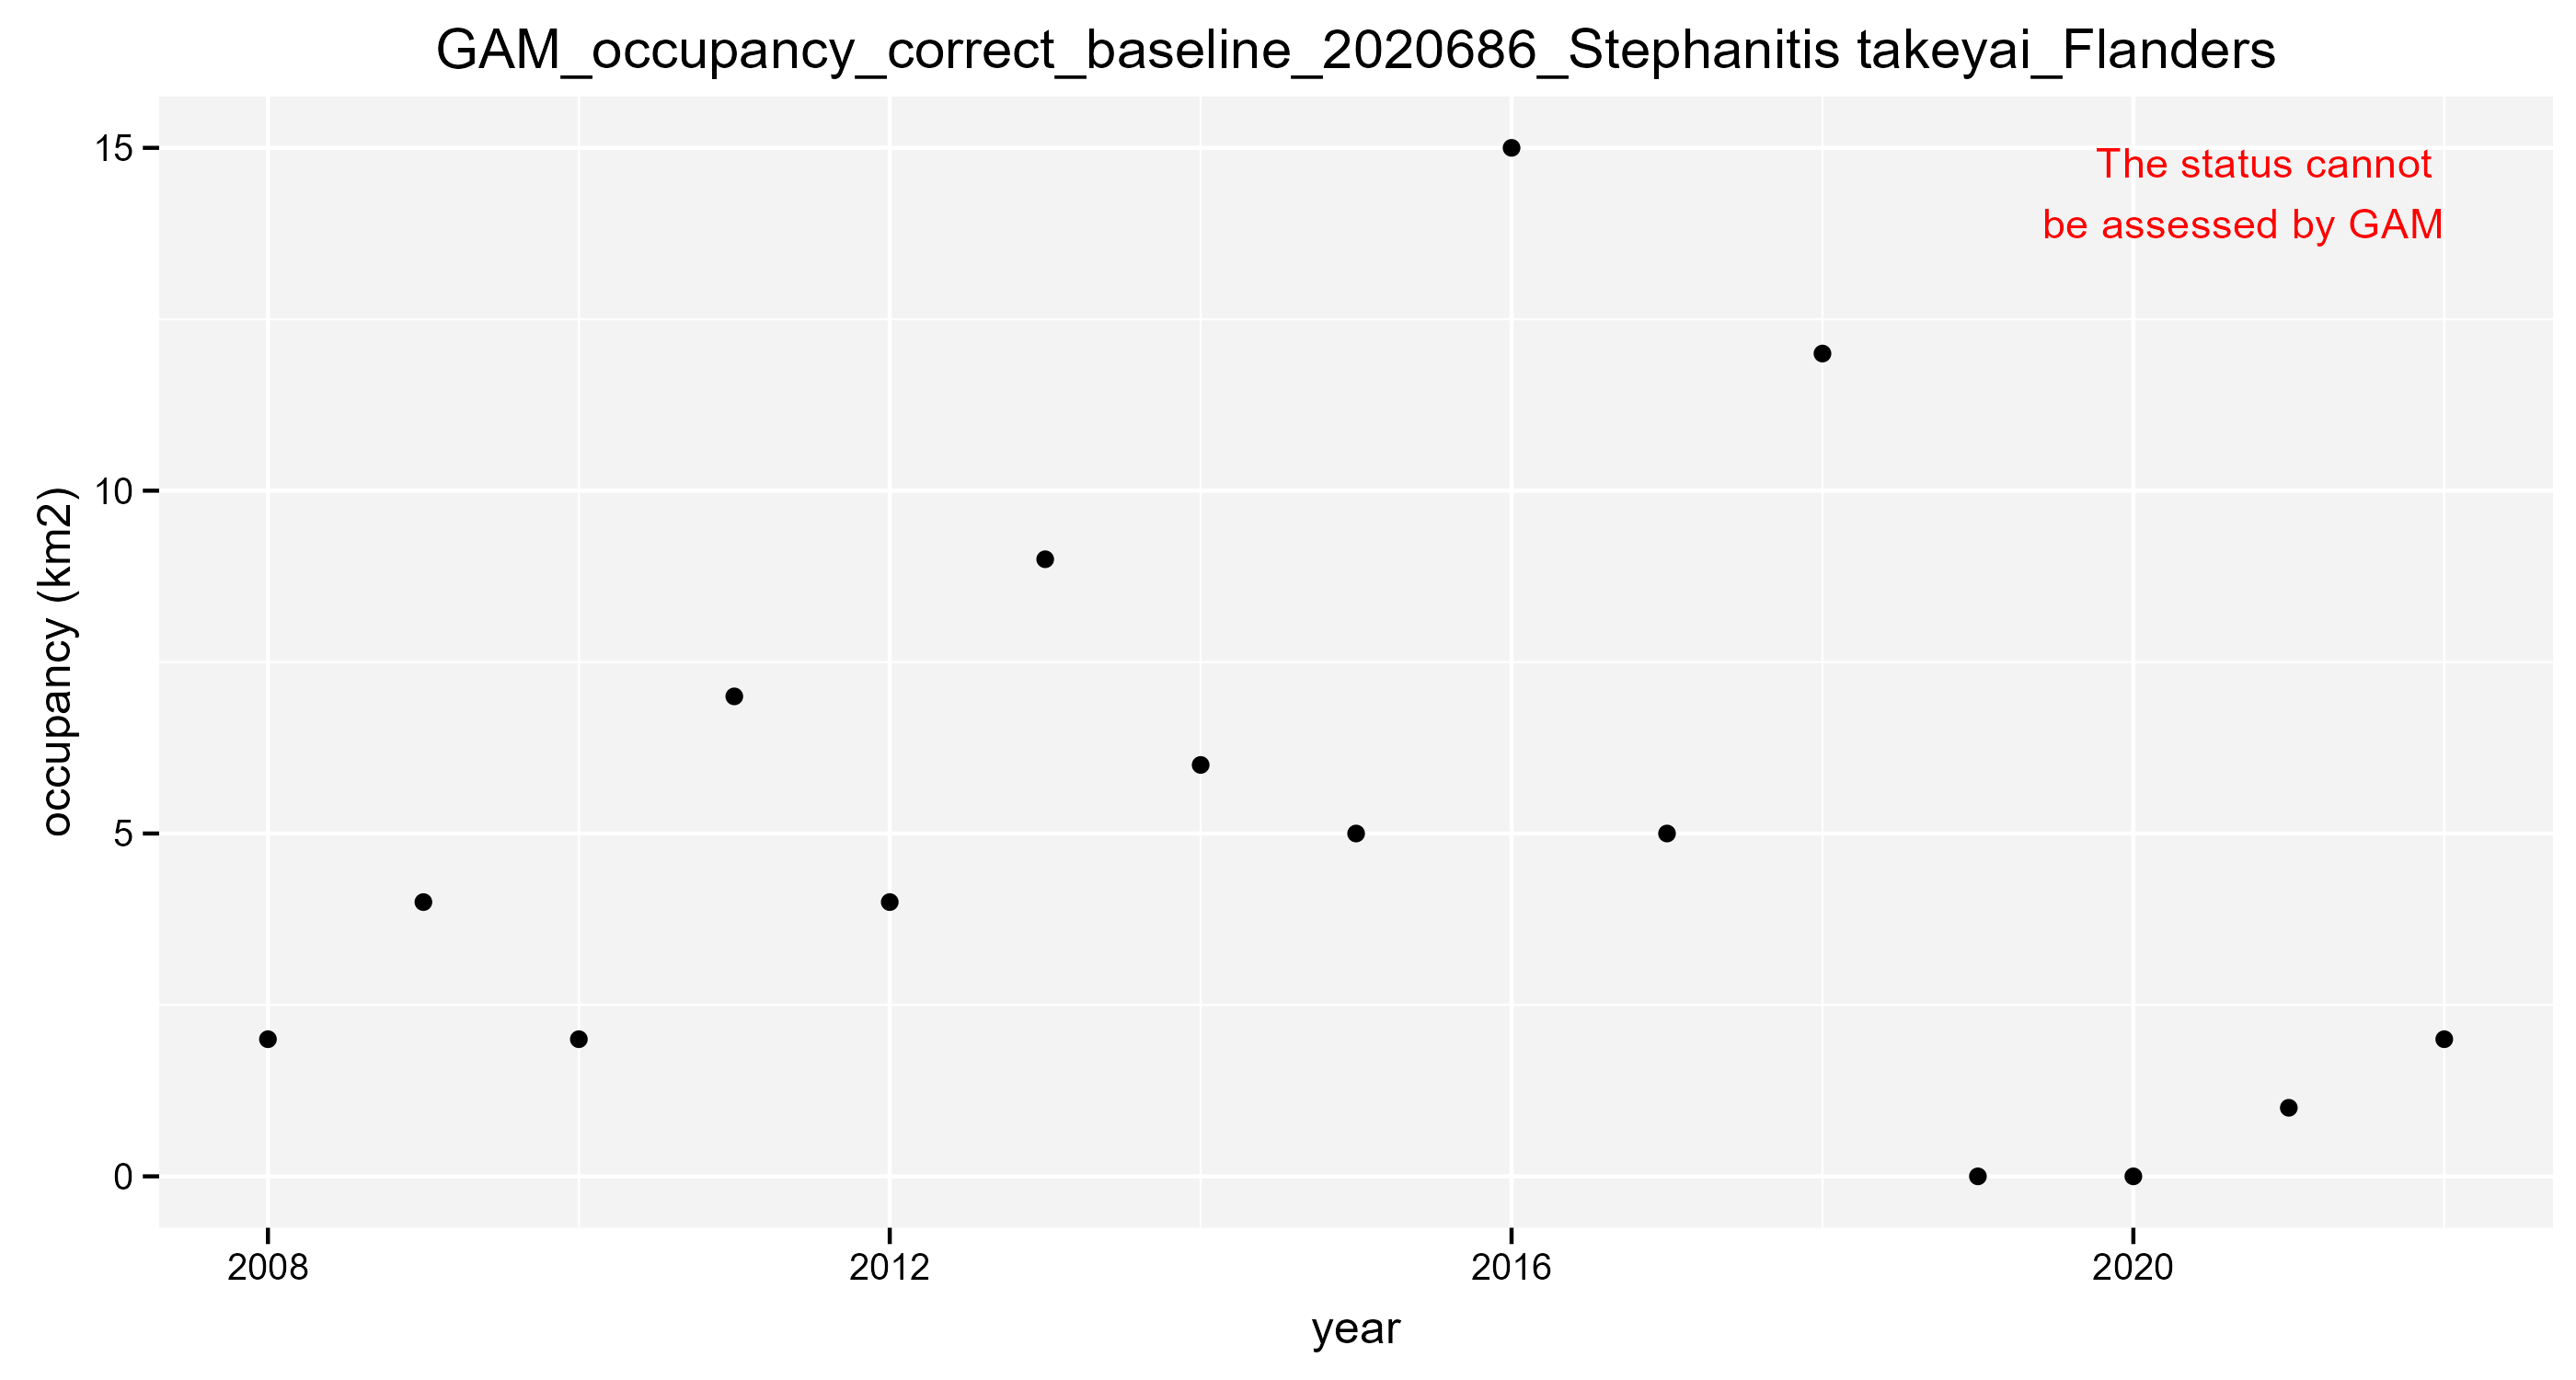 GAM_occupancy_correct_baseline_2020686_Stephanitis takeyai_Flanders
The status cannot
be assessed by GAM
occupancy (km2)
15
10
5
0
2008 2012 2016 2020
year